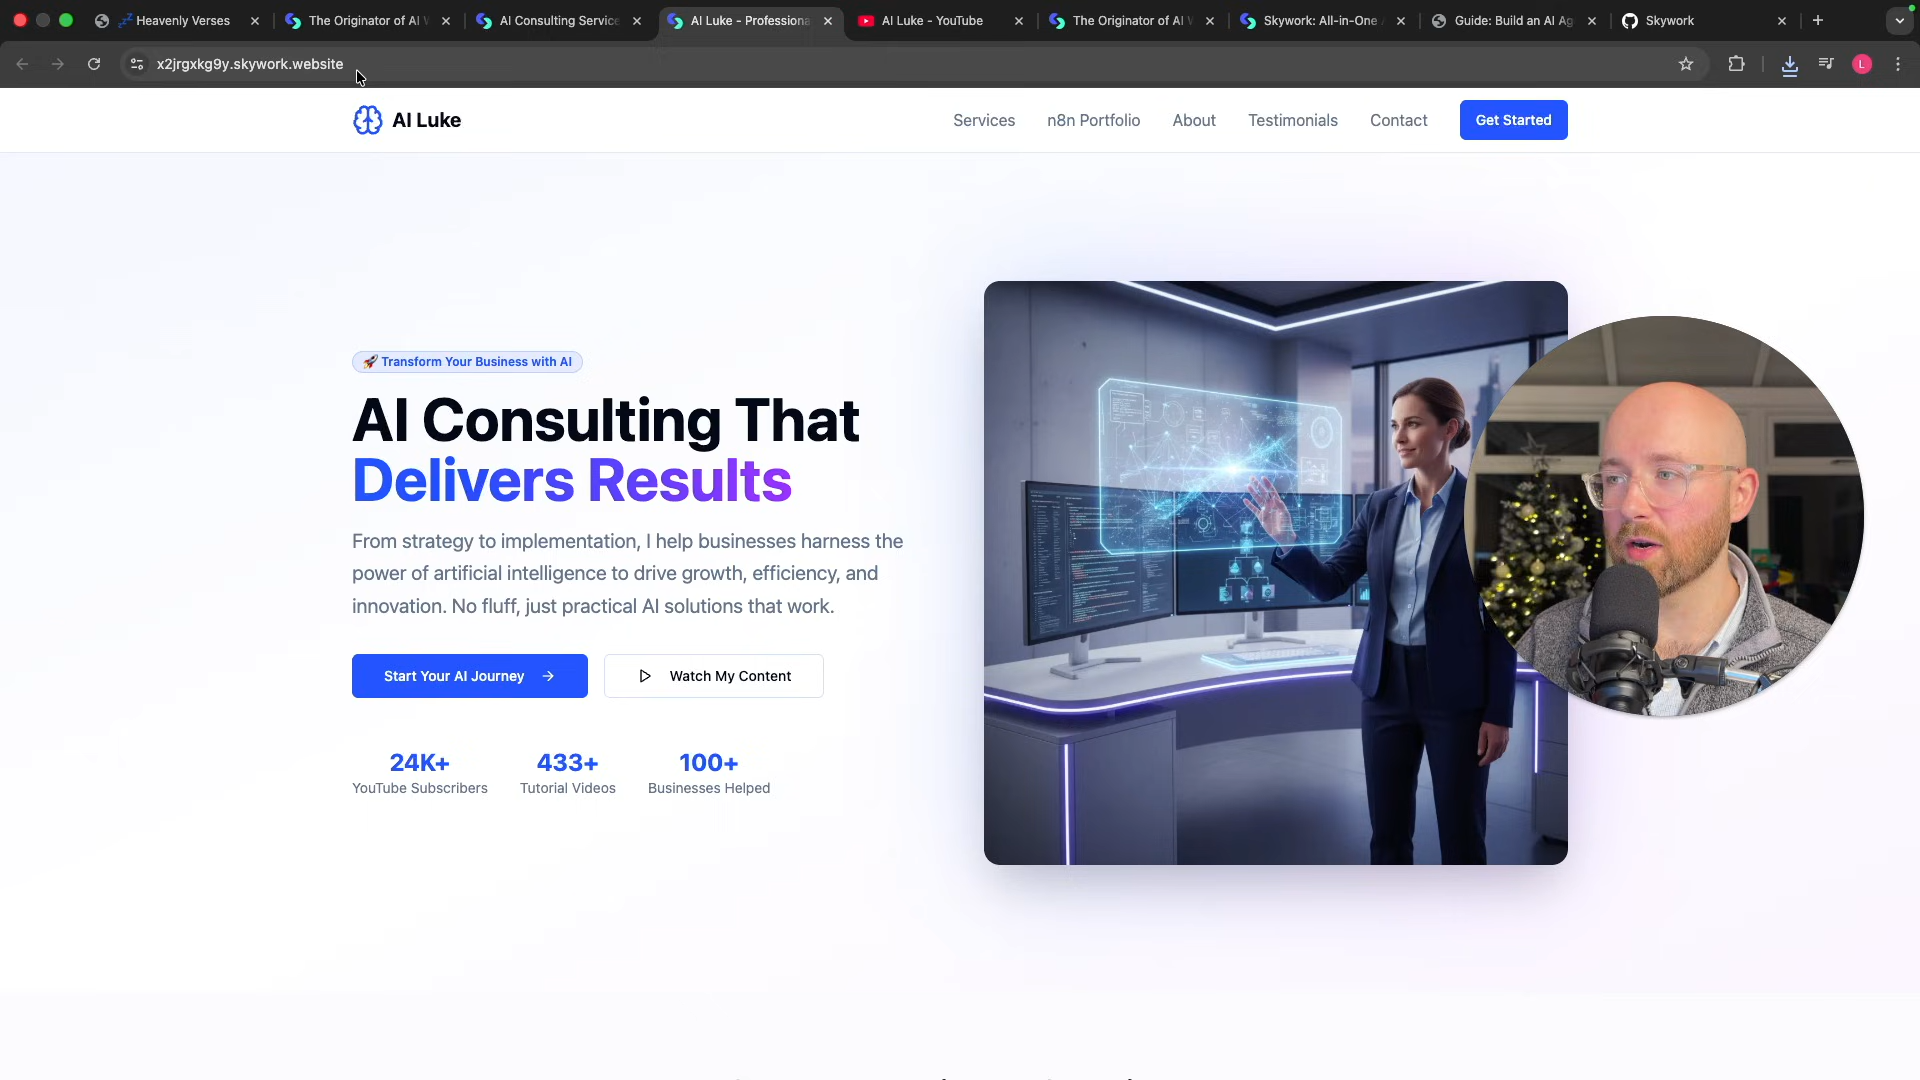 💤 Heavenly Verses
The Originator of AI W
AI Consulting Service
AI Luke - Professiona
AI Luke - YouTube
The Originator of AI W
Skywork: All-in-One
Guide: Build an AI Ag
Skywork
x2jrgxkg9y.skywork.website
L
AI Luke
Services
n8n Portfolio
About
Testimonials
Contact
Get Started
🚀 Transform Your Business with AI
AI Consulting That
Delivers Results
From strategy to implementation, I help businesses harness the
power of artificial intelligence to drive growth, efficiency, and
innovation. No fluff, just practical AI solutions that work.
Start Your AI Journey →
Watch My Content
24K+
YouTube Subscribers
433+
Tutorial Videos
100+
Businesses Helped